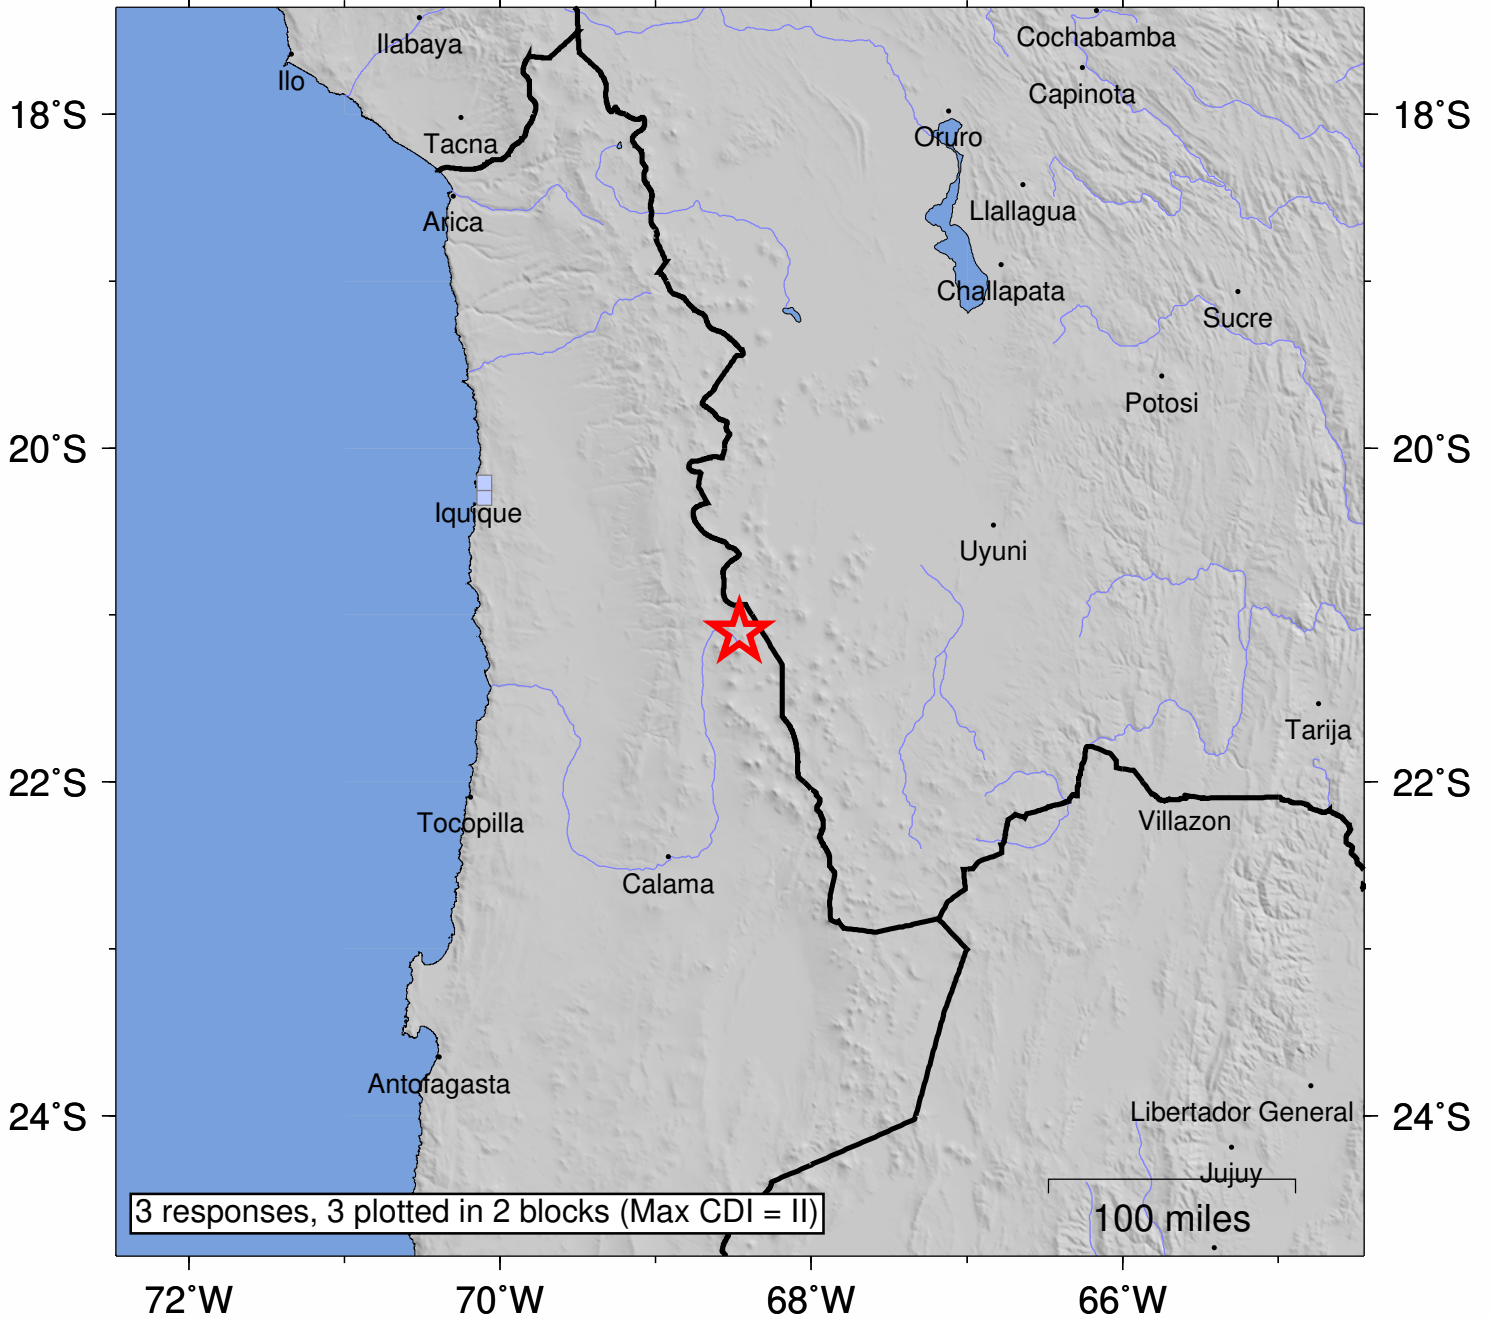 Ilabaya
Cochabamba
Ilo
Capinota
18°S
18°S
Oruro
Tacna
Llallagua
Arica
Challapata
Sucre
Potosi
20°S
20°S
Iquique
Uyuni
Tarija
22°S
22°S
Tocopilla
Villazon
Calama
Antofagasta
24°S
Libertador General
24°S
Jujuy
3 responses, 3 plotted in 2 blocks (Max CDI = II)
100 miles
72°W
70°W
68°W
66°W